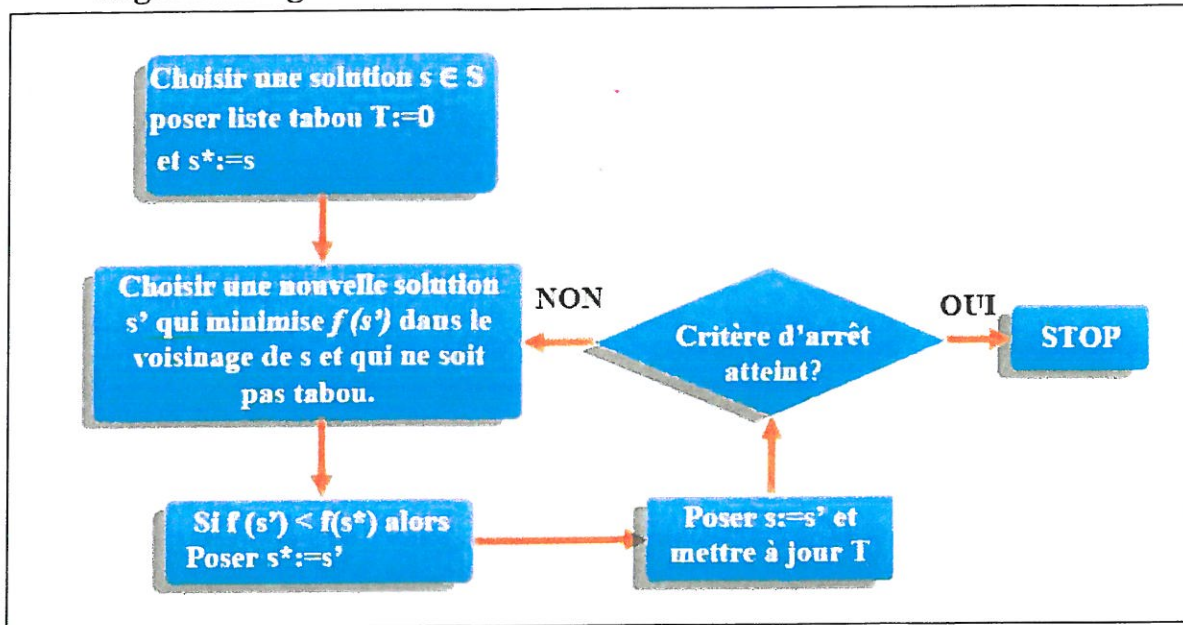 Choisir une solution s ∈ S
poser liste tabou T:=0
et s*:=s
Choisir une nouvelle solution
s' qui minimise f (s') dans le
voisinage de s et qui ne soit
pas tabou.
NON
Critère d'arrêt
atteint?
OUI
STOP
Si f (s') < f(s*) alors
Poser s*:=s'
Poser s:=s' et
mettre à jour T